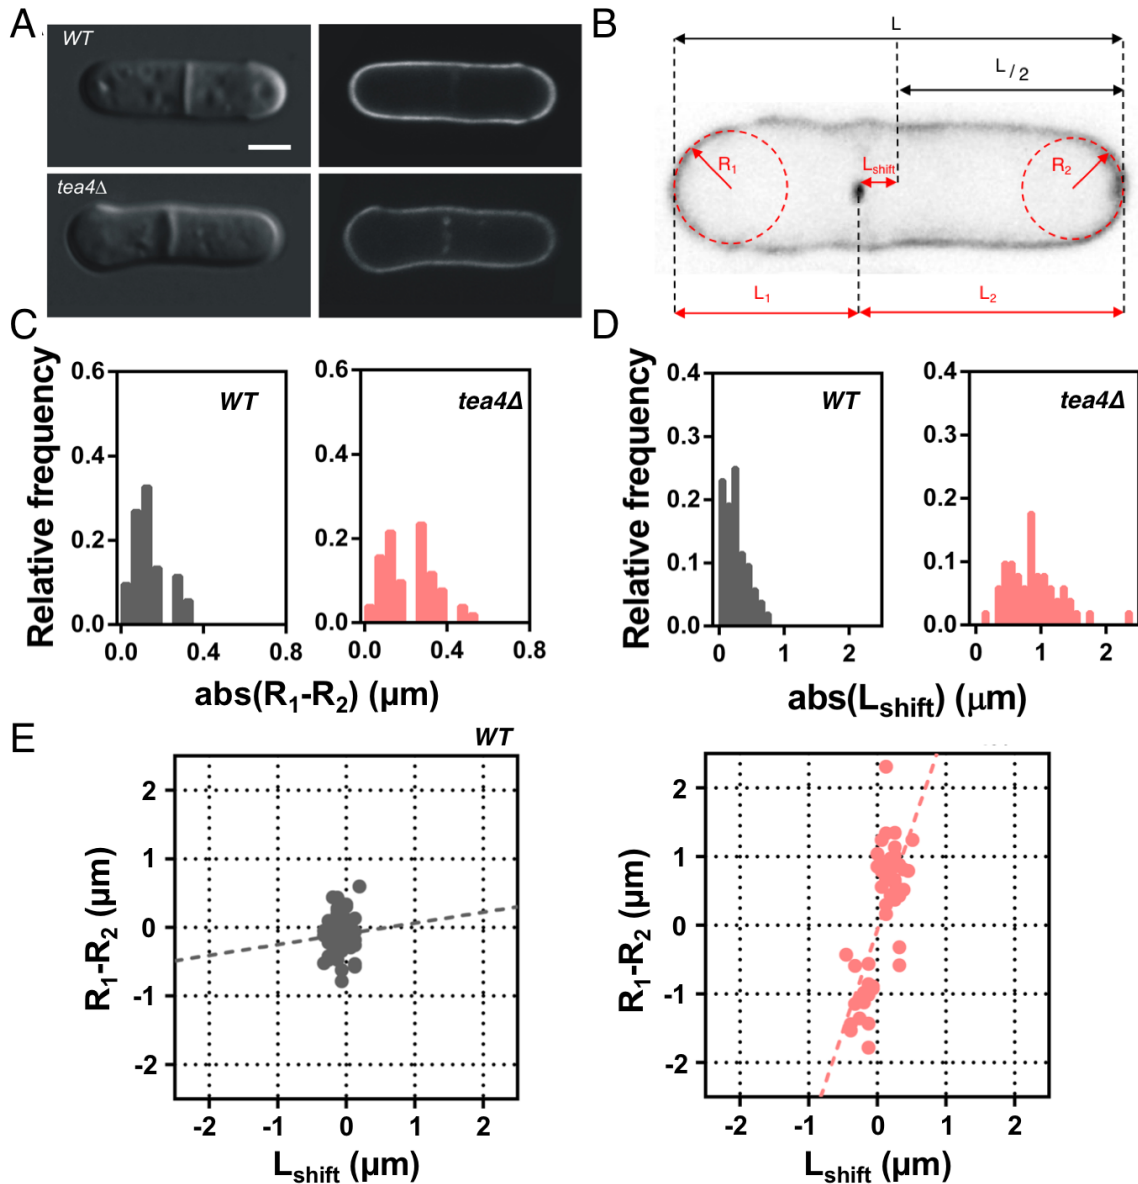 A.
WT
tea4Δ
B
L
L/2
R1
Lshift
R2
L1
L2
C
Relative frequency
0.6
0.4
0.2
0.0
WT
0.0 0.4 0.8
0.6
0.4
0.2
0.0
tea4Δ
0.0 0.4 0.8
abs(R1-R2) (µm)
D
Relative frequency
0.4
0.3
0.2
0.1
0.0
WT
0 1 2
0.4
0.3
0.2
0.1
0.0
tea4Δ
0 1 2
abs(Lshift) (µm)
E
WT
R1-R2 (µm)
2
1
0
-1
-2
-2 -1 0 1 2
Lshift (µm)
R1-R2 (µm)
2
1
0
-1
-2
-2 -1 0 1 2
Lshift (µm)